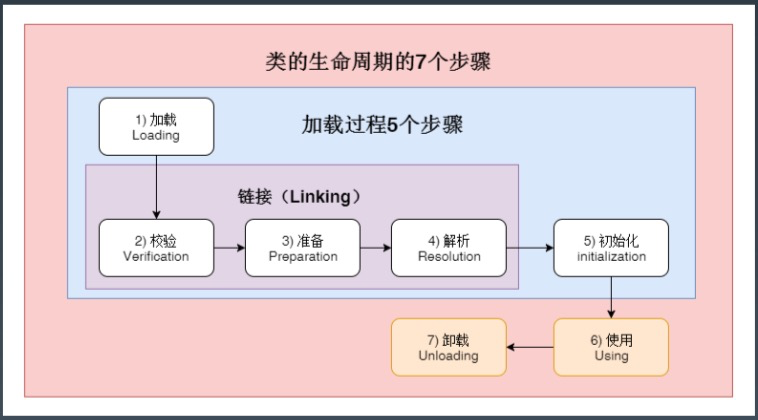 类的生命周期的7个步骤
加载过程5个步骤
1) 加载
Loading
链接（Linking）
2) 校验
Verification
3) 准备
Preparation
4) 解析
Resolution
5) 初始化
initialization
7) 卸载
Unloading
6) 使用
Using